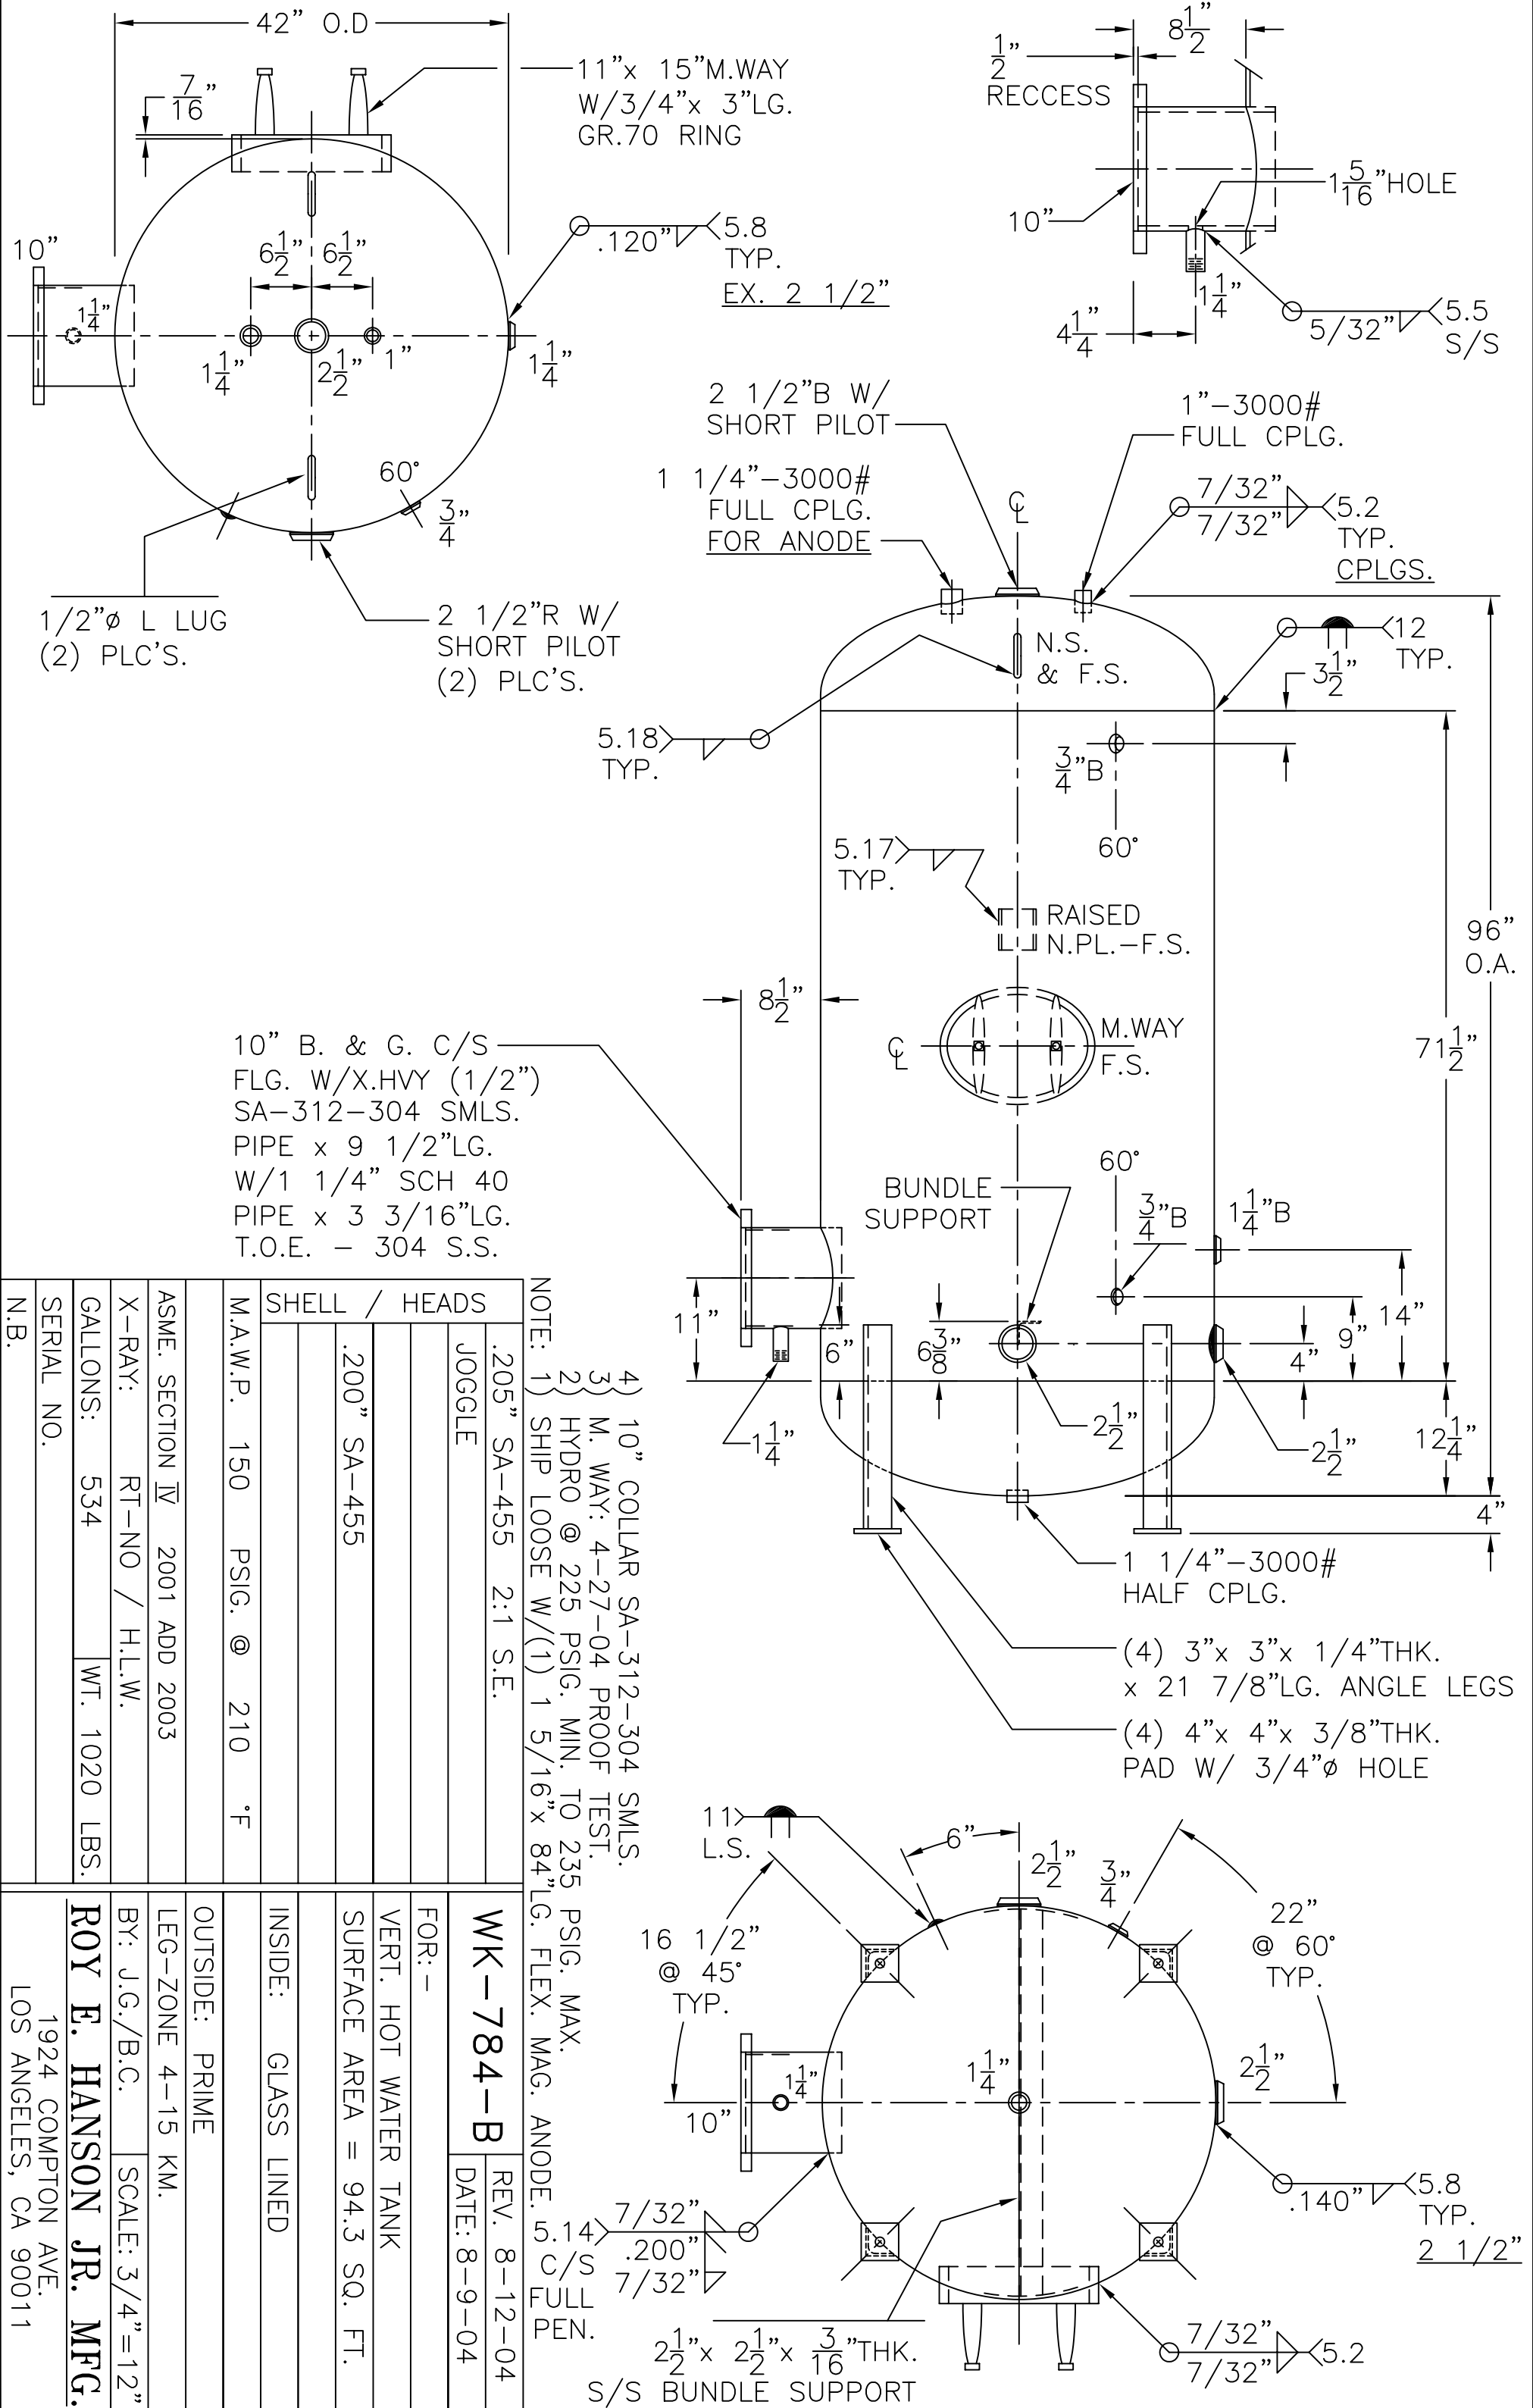 42" O.D
7/16"
11"x 15"M.WAY
W/3/4"x 3"LG.
GR.70 RING
10"
6 1/2" 6 1/2"
1 1/4"
1 1/4"
2 1/2"
1"
1 1/4"
.120" 5.8
TYP.
EX. 2 1/2"
60°
3/4"
1/2"ø L LUG
(2) PLC'S.
2 1/2"R W/
SHORT PILOT
(2) PLC'S.
8 1/2"
1/2"
RECCESS
1 5/16"HOLE
10"
1 1/4"
4 1/4"
5/32" 5.5
S/S
2 1/2"B W/
SHORT PILOT
1"-3000#
FULL CPLG.
1 1/4"-3000#
FULL CPLG.
FOR ANODE
℄
7/32"
7/32"
5.2
TYP.
CPLGS.
N.S.
& F.S.
12
TYP.
3 1/2"
5.18
TYP.
3/4"B
60°
5.17
TYP.
RAISED
N.PL.-F.S.
96"
O.A.
8 1/2"
℄
M.WAY
F.S.
71 1/2"
10" B. & G. C/S
FLG. W/X.HVY (1/2")
SA-312-304 SMLS.
PIPE x 9 1/2"LG.
W/1 1/4" SCH 40
PIPE x 3 3/16"LG.
T.O.E. - 304 S.S.
BUNDLE
SUPPORT
60°
3/4"B
1 1/4"B
11"
6"
6 3/8"
4"
9"
14"
1 1/4"
2 1/2"
2 1/2"
12 1/4"
4"
1 1/4"-3000#
HALF CPLG.
(4) 3"x 3"x 1/4"THK.
x 21 7/8"LG. ANGLE LEGS
(4) 4"x 4"x 3/8"THK.
PAD W/ 3/4"ø HOLE
11
L.S.
6"
2 1/2"
3/4"
22"
@ 60°
TYP.
16 1/2"
@ 45°
TYP.
1 1/4"
10"
1 1/4"
2 1/2"
.140" 5.8
TYP.
2 1/2"
5.14
C/S
FULL
PEN.
7/32"
.200"
7/32"
2 1/2"x 2 1/2"x 3/16"THK.
S/S BUNDLE SUPPORT
7/32"
7/32"
5.2
4) 10" COLLAR SA-312-304 SMLS.
3) M. WAY: 4-27-04 PROOF TEST.
2) HYDRO @ 225 PSIG. MIN. TO 235 PSIG. MAX.
NOTE: 1) SHIP LOOSE W/(1) 1 5/16"x 84"LG. FLEX. MAG. ANODE.
SHELL / HEADS
.205" SA-455 2:1 S.E.
JOGGLE
.200" SA-455
M.A.W.P. 150 PSIG. @ 210 °F
ASME. SECTION IV 2001 ADD 2003
X-RAY: RT-NO / H.L.W.
GALLONS: 534 WT. 1020 LBS.
SERIAL NO.
N.B.
WK-784-B
REV. 8-12-04
DATE: 8-9-04
FOR:-
VERT. HOT WATER TANK
SURFACE AREA = 94.3 SQ. FT.
INSIDE: GLASS LINED
OUTSIDE: PRIME
LEG-ZONE 4-15 KM.
BY: J.G./B.C. SCALE: 3/4"=12"
ROY E. HANSON JR. MFG.
1924 COMPTON AVE.
LOS ANGELES, CA 90011